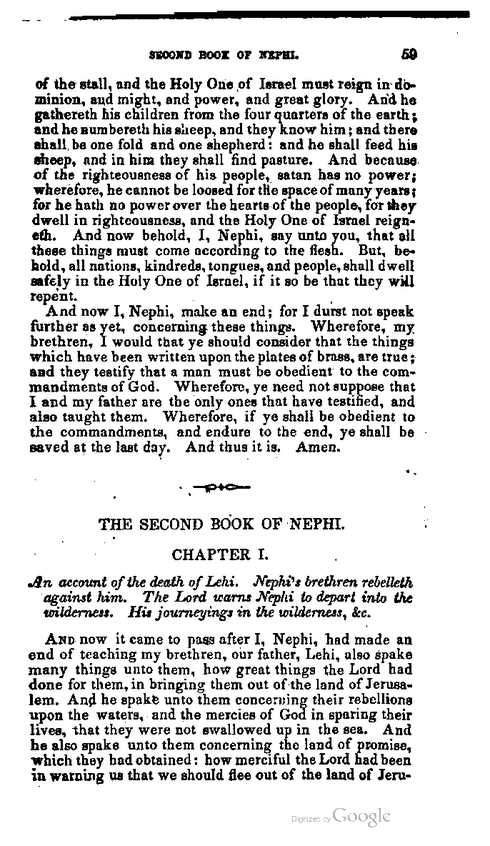 SECOND BOOK OF NEPHI. 59
of the stall, and the Holy One of Israel must reign in do-
minion, and might, and power, and great glory. And he
gathereth his children from the four quarters of the earth;
and he numbereth his sheep, and they know him; and there
shall be one fold and one shepherd: and he shall feed his
sheep, and in him they shall find pasture. And because
of the righteousness of his people, satan has no power;
wherefore, he cannot be loosed for the space of many years;
for he hath no power over the hearts of the people, for they
dwell in righteousness, and the Holy One of Israel reign-
eth. And now behold, I, Nephi, say unto you, that all
these things must come according to the flesh. But, be-
hold, all nations, kindreds, tongues, and people, shall dwell
safely in the Holy One of Israel, if it so be that they will
repent.
And now I, Nephi, make an end; for I durst not speak
further as yet, concerning these things. Wherefore, my
brethren, I would that ye should consider that the things
which have been written upon the plates of brass, are true;
and they testify that a man must be obedient to the com-
mandments of God. Wherefore, ye need not suppose that
I and my father are the only ones that have testified, and
also taught them. Wherefore, if ye shall be obedient to
the commandments, and endure to the end, ye shall be
saved at the last day. And thus it is. Amen.
THE SECOND BOOK OF NEPHI.
CHAPTER I.
An account of the death of Lehi. Nephi's brethren rebelleth
against him. The Lord warns Nephi to depart into the
wilderness. His journeyings in the wilderness, &c.
AND now it came to pass after I, Nephi, had made an
end of teaching my brethren, our father, Lehi, also spake
many things unto them, how great things the Lord had
done for them, in bringing them out of the land of Jerusa-
lem. And he spake unto them concerning their rebellions
upon the waters, and the mercies of God in sparing their
lives, that they were not swallowed up in the sea. And
he also spake unto them concerning the land of promise,
which they had obtained: how merciful the Lord had been
in warning us that we should flee out of the land of Jeru-
Digitized by Google